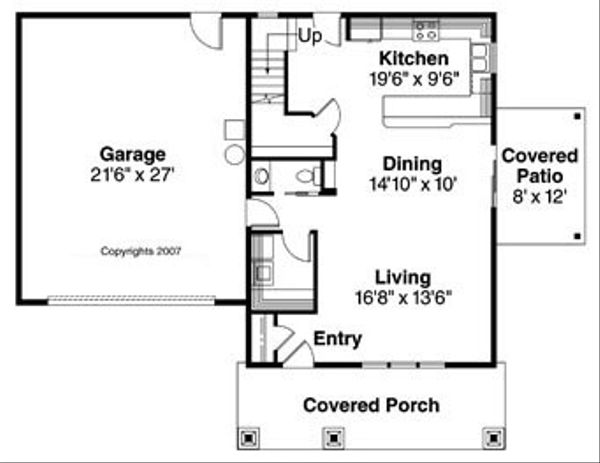 Up
Kitchen
19'6" x 9'6"
Garage
21'6" x 27'
Dining
14'10" x 10'
Covered
Patio
8' x 12'
Copyrights 2007
Living
16'8" x 13'6"
Entry
Covered Porch